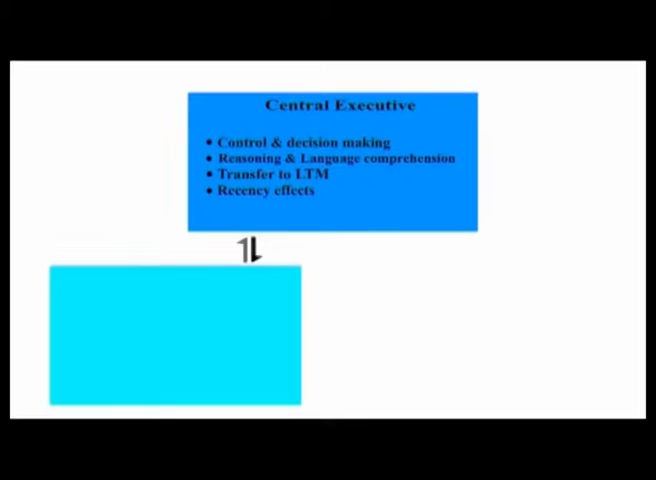 Central Executive
• Control & decision making
• Reasoning & Language comprehension
• Transfer to LTM
• Recency effects